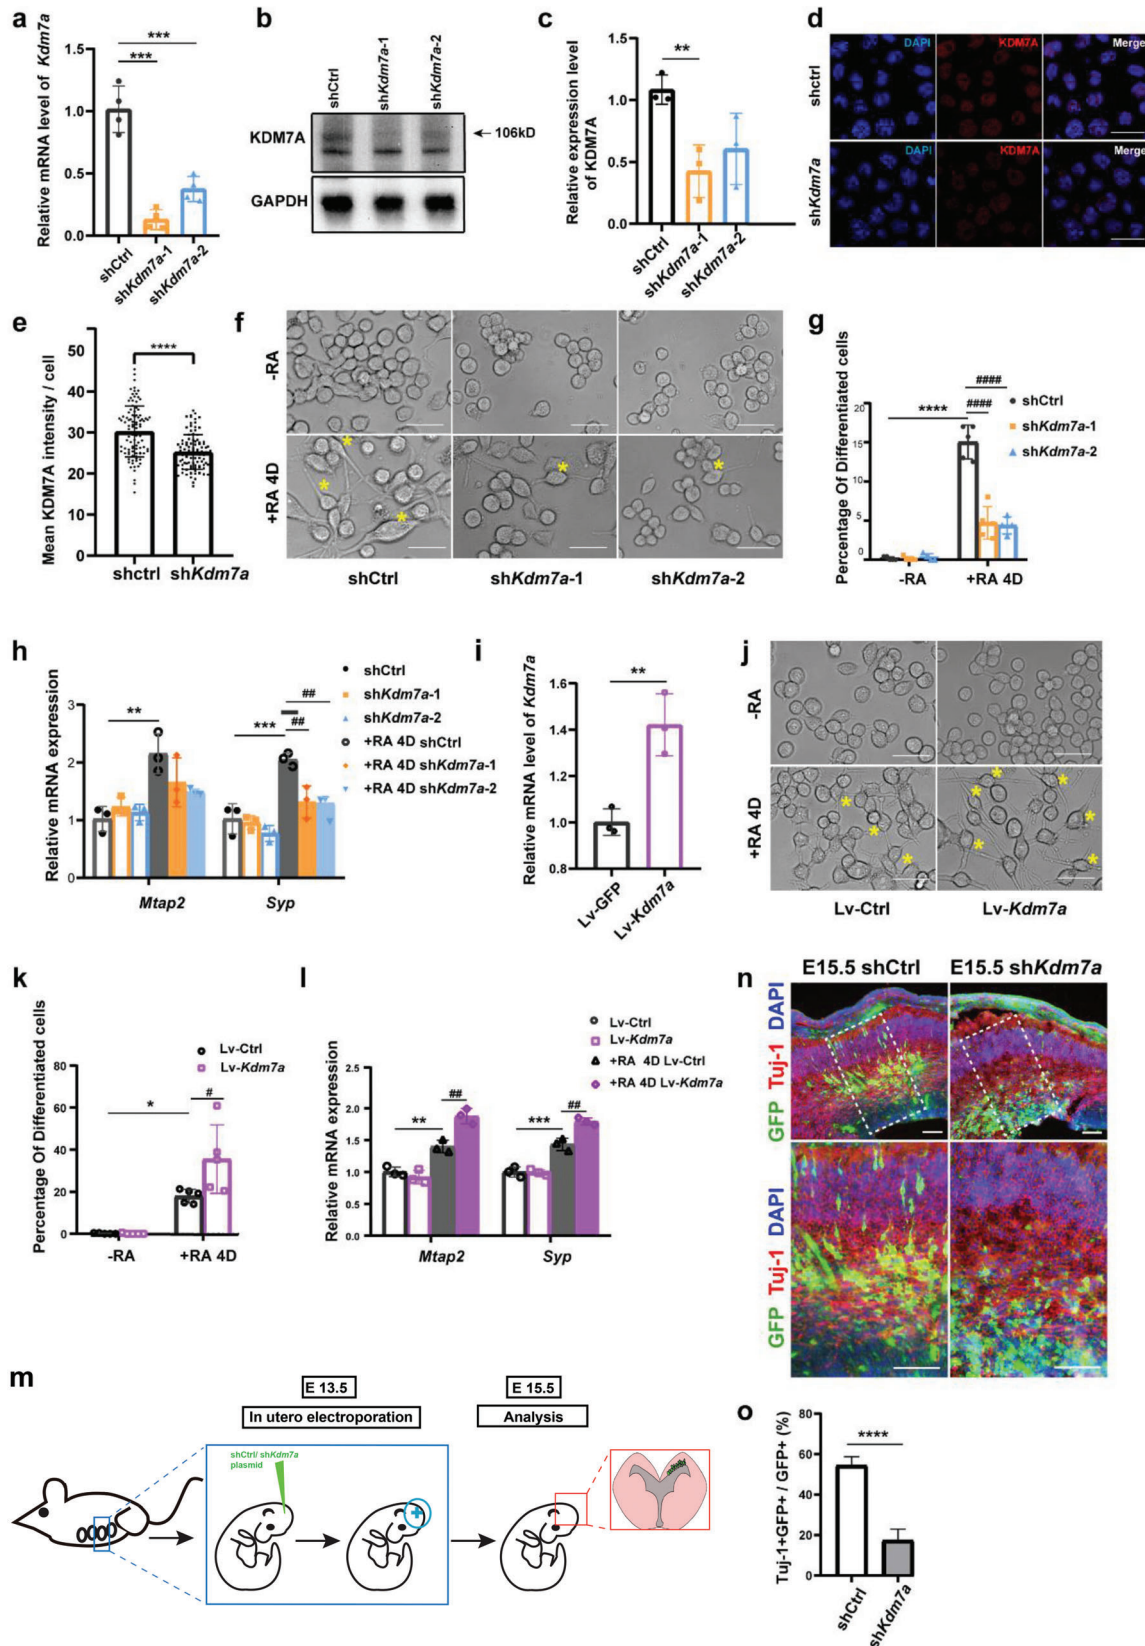 a
Relative mRNA level of Kdm7a
1.5
1.0
0.5
0.0
***
***
shCtrl
shKdm7a-1
shKdm7a-2
b
shCtrl
shKdm7a-1
shKdm7a-2
KDM7A
←106kD
GAPDH
c
Relative expression level
of KDM7A
1.5
1.0
0.5
0.0
**
shCtrl
shKdm7a-1
shKdm7a-2
d
shctrl
DAPI
KDM7A
Merge
shKdm7a
DAPI
KDM7A
Merge
e
Mean KDM7A intensity / cell
50
40
30
20
10
0
****
shctrl
shKdm7a
f
-RA
+RA 4D
*
*
*
*
*
shCtrl
shKdm7a-1
shKdm7a-2
g
Percentage Of Differentiated cells
20
15
10
5
0
****
####
####
shCtrl
shKdm7a-1
shKdm7a-2
-RA
+RA 4D
h
Relative mRNA expression
3
2
1
0
**
***
##
##
shCtrl
shKdm7a-1
shKdm7a-2
+RA 4D shCtrl
+RA 4D shKdm7a-1
+RA 4D shKdm7a-2
Mtap2
Syp
i
Relative mRNA level of Kdm7a
1.6
1.4
1.2
1.0
0.8
**
Lv-GFP
Lv-Kdm7a
j
-RA
+RA 4D
*
*
*
*
*
*
*
*
*
Lv-Ctrl
Lv-Kdm7a
k
Percentage Of Differentiated cells
80
60
40
20
0
*
#
Lv-Ctrl
Lv-Kdm7a
-RA
+RA 4D
l
Relative mRNA expression
2.0
1.5
1.0
0.5
0.0
**
##
***
##
Lv-Ctrl
Lv-Kdm7a
+RA 4D Lv-Ctrl
+RA 4D Lv-Kdm7a
Mtap2
Syp
n
E15.5 shCtrl
E15.5 shKdm7a
GFP Tuj-1 DAPI
GFP Tuj-1 DAPI
m
E 13.5
In utero electroporation
E 15.5
Analysis
shCtrl/ shKdm7a
plasmid
+
o
Tuj-1+GFP+ / GFP+ (%)
80
60
40
20
0
****
shCtrl
shKdm7a